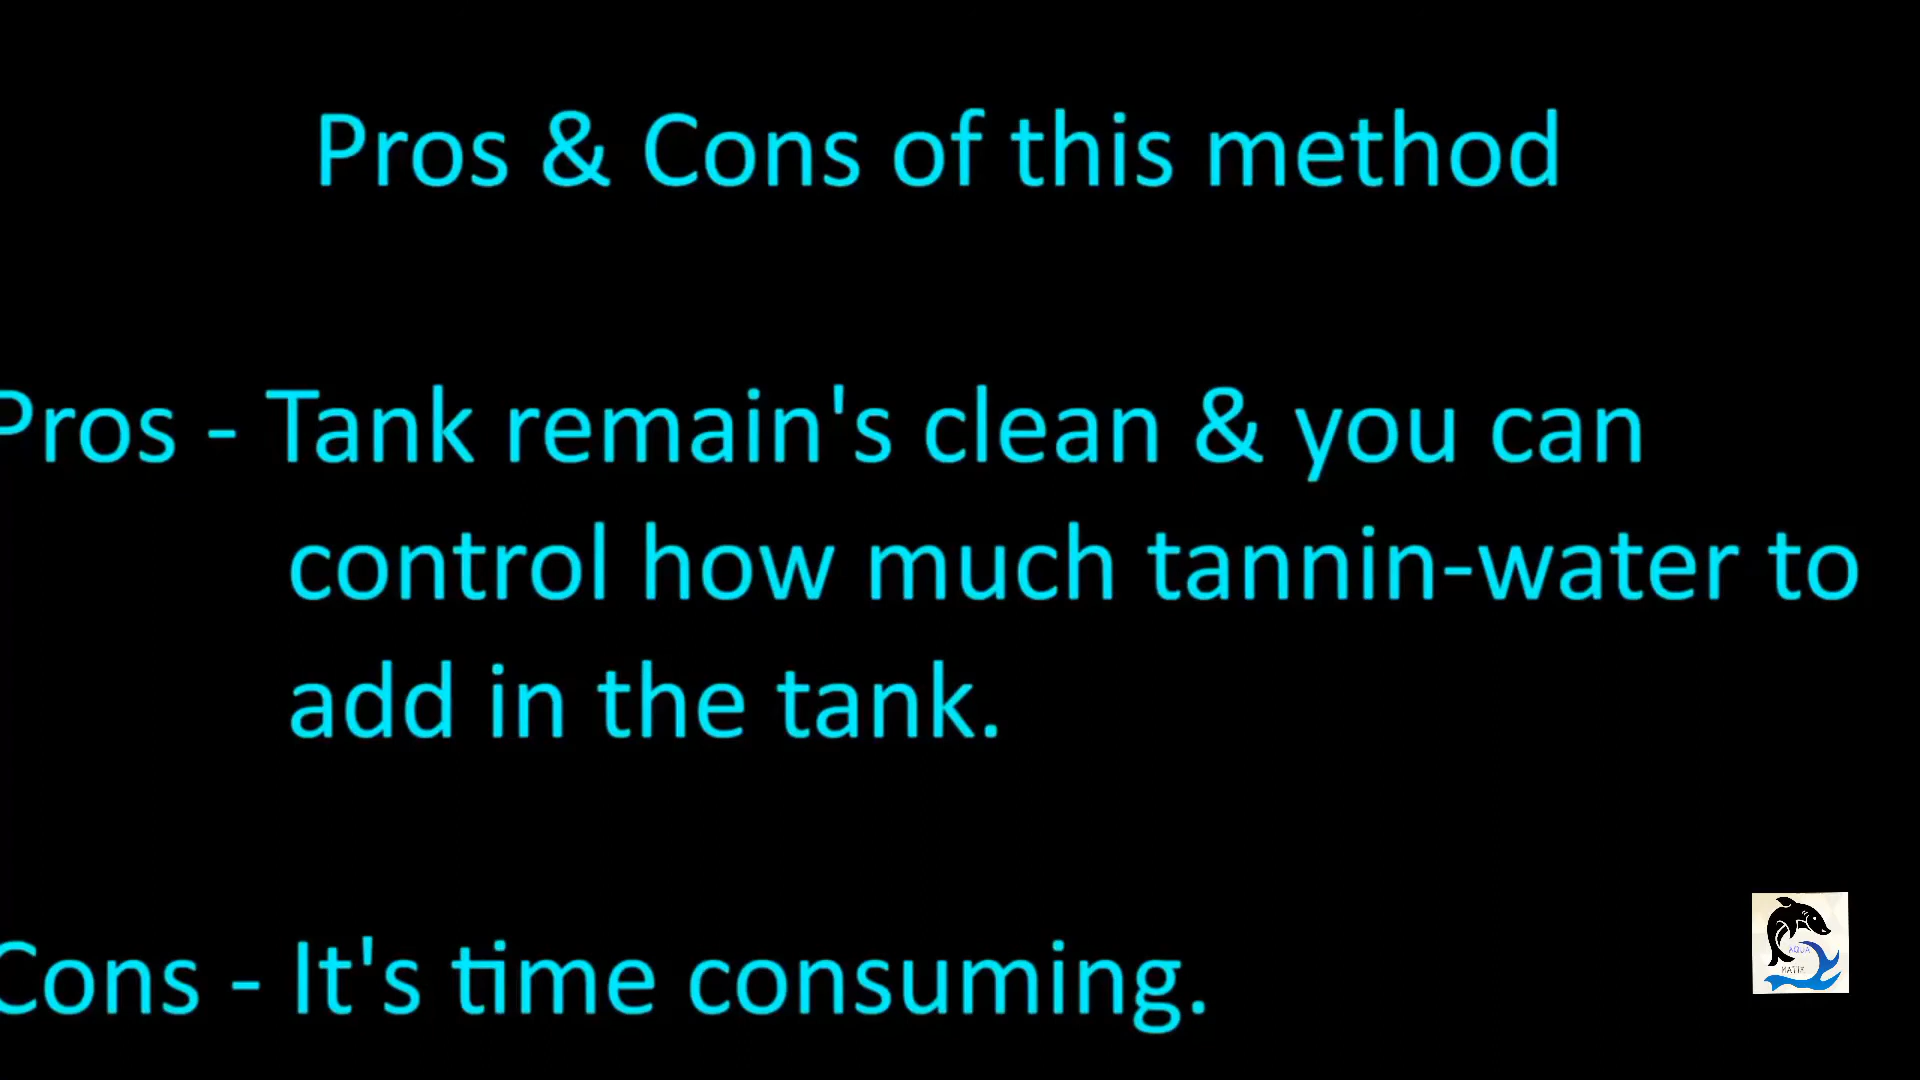 Pros & Cons of this method
Pros - Tank remain's clean & you can
control how much tannin-water to
add in the tank.
Cons - It's time consuming.
AQUA